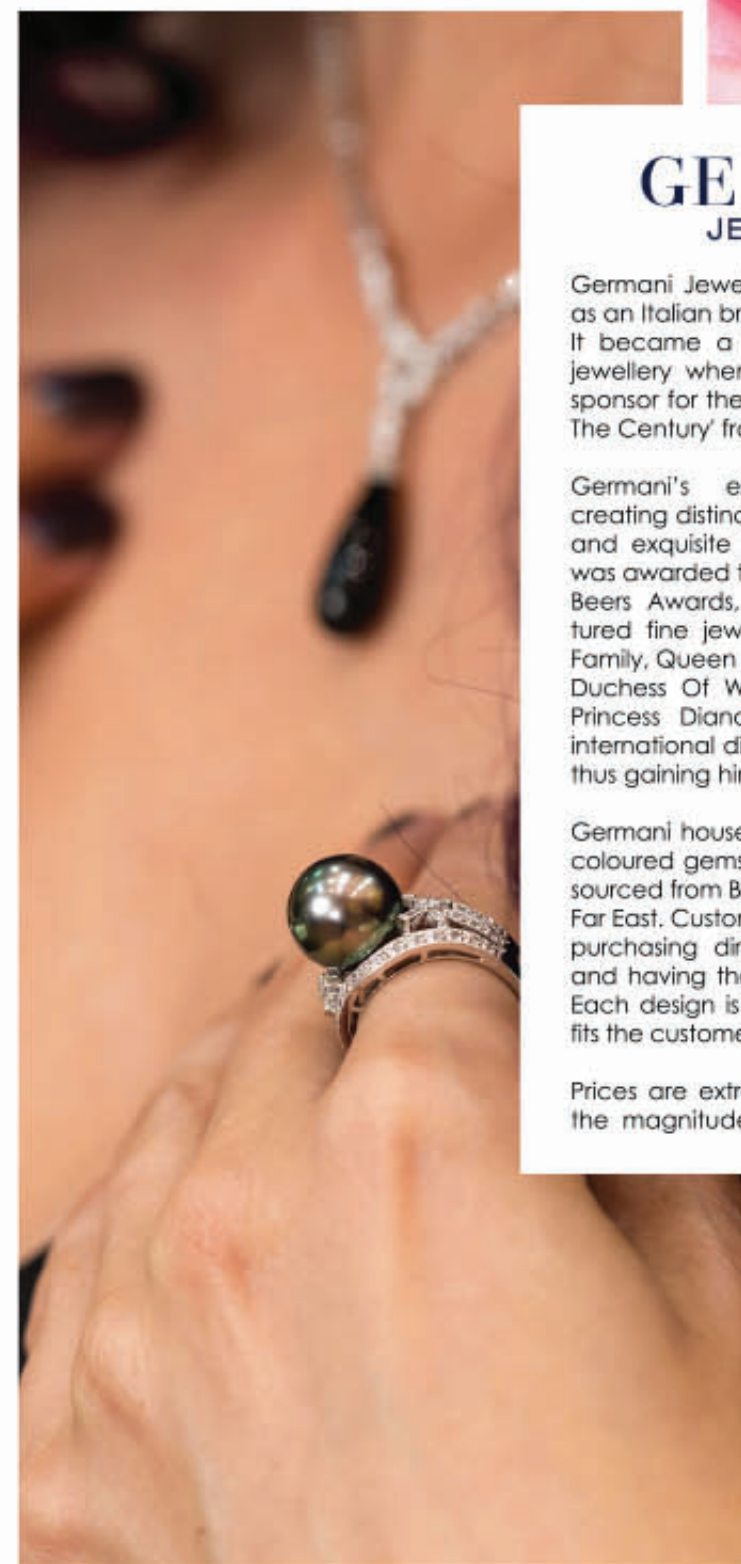 GE
JE
Germani Jewe
as an Italian br
It became a
jewellery wher
sponsor for the
The Century' fro
Germani's e
creating distinc
and exquisite
was awarded t
Beers Awards,
tured fine jew
Family, Queen
Duchess Of W
Princess Diana
international di
thus gaining hir
Germani house
coloured gems
sourced from B
Far East. Custor
purchasing dir
and having the
Each design is
fits the custome
Prices are extr
the magnitude